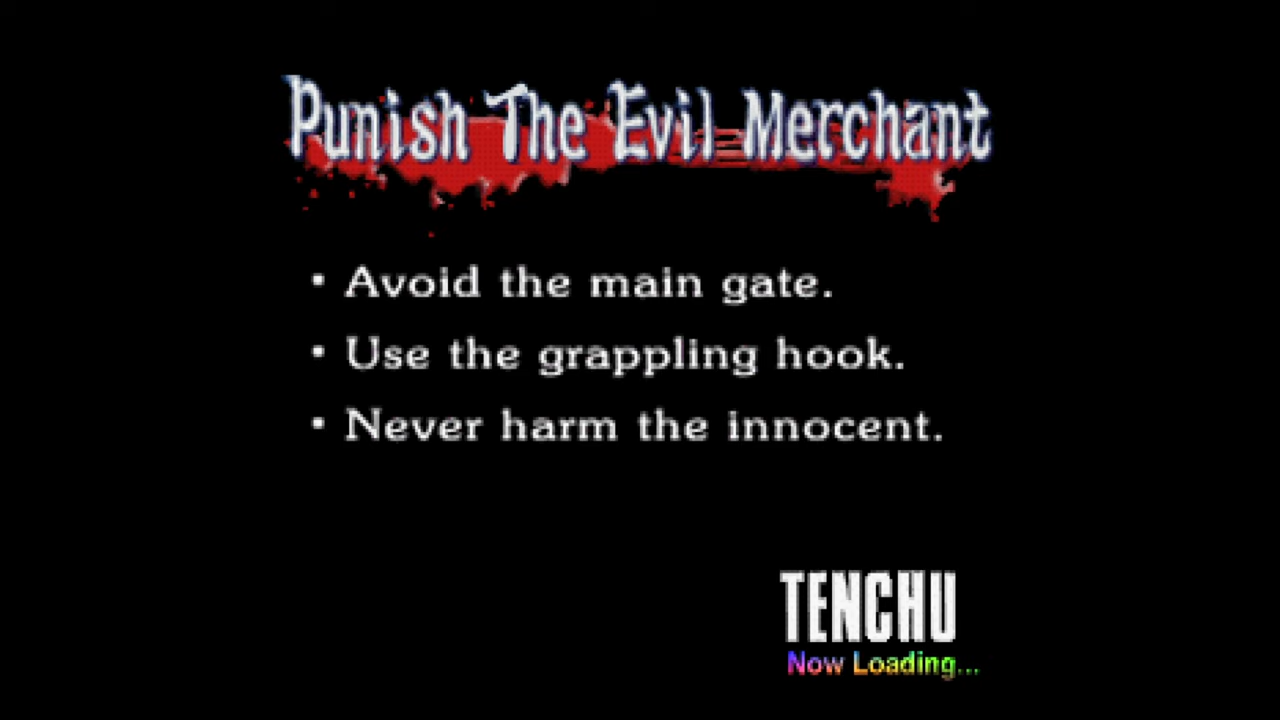 Punish The Evil Merchant
· Avoid the main gate.
· Use the grappling hook.
· Never harm the innocent.
TENCHU
Now Loading...